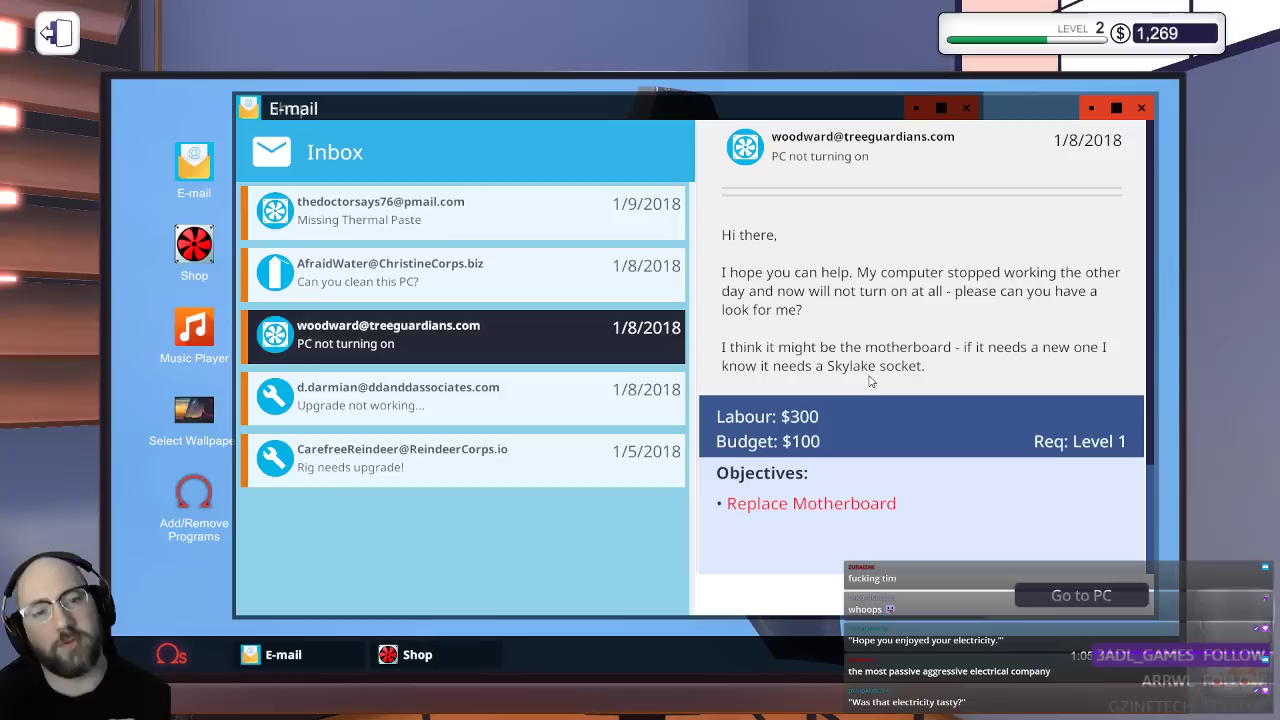 LEVEL 2
$ 1,269
E-mail
Inbox
thedoctorsays76@pmail.com
1/9/2018
Missing Thermal Paste
AfraidWater@ChristineCorps.biz
1/8/2018
Can you clean this PC?
woodward@treeguardians.com
1/8/2018
PC not turning on
d.darmian@ddanddassociates.com
1/8/2018
Upgrade not working...
CarefreeReindeer@ReindeerCorps.io
1/5/2018
Rig needs upgrade!
woodward@treeguardians.com
1/8/2018
PC not turning on
Hi there,
I hope you can help. My computer stopped working the other
day and now will not turn on at all - please can you have a
look for me?
I think it might be the motherboard - if it needs a new one I
know it needs a Skylake socket.
Labour: $300
Budget: $100
Req: Level 1
Objectives:
• Replace Motherboard
Go to PC
E-mail
Shop
Music Player
Select Wallpape
Add/Remove
Programs
fucking tim
whoops
"Hope you enjoyed your electricity."'
the most passive aggressive electrical company
"Was that electricity tasty?"
1:05
3ADL_GAMES FOLLOW
ARRWL FOLLOW
E-mail
Shop